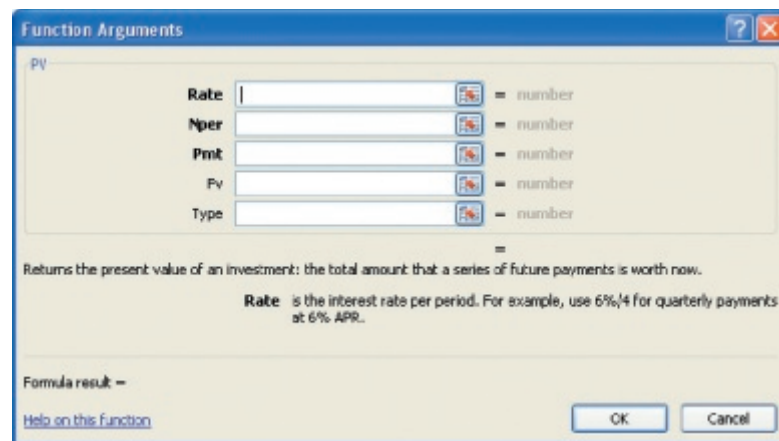 Function Arguments
PV
Rate = number
Nper = number
Pmt = number
Fv = number
Type = number
=
Returns the present value of an investment: the total amount that a series of future payments is worth now.
Rate is the interest rate per period. For example, use 6%/4 for quarterly payments
at 6% APR.
Formula result =
Help on this function OK Cancel